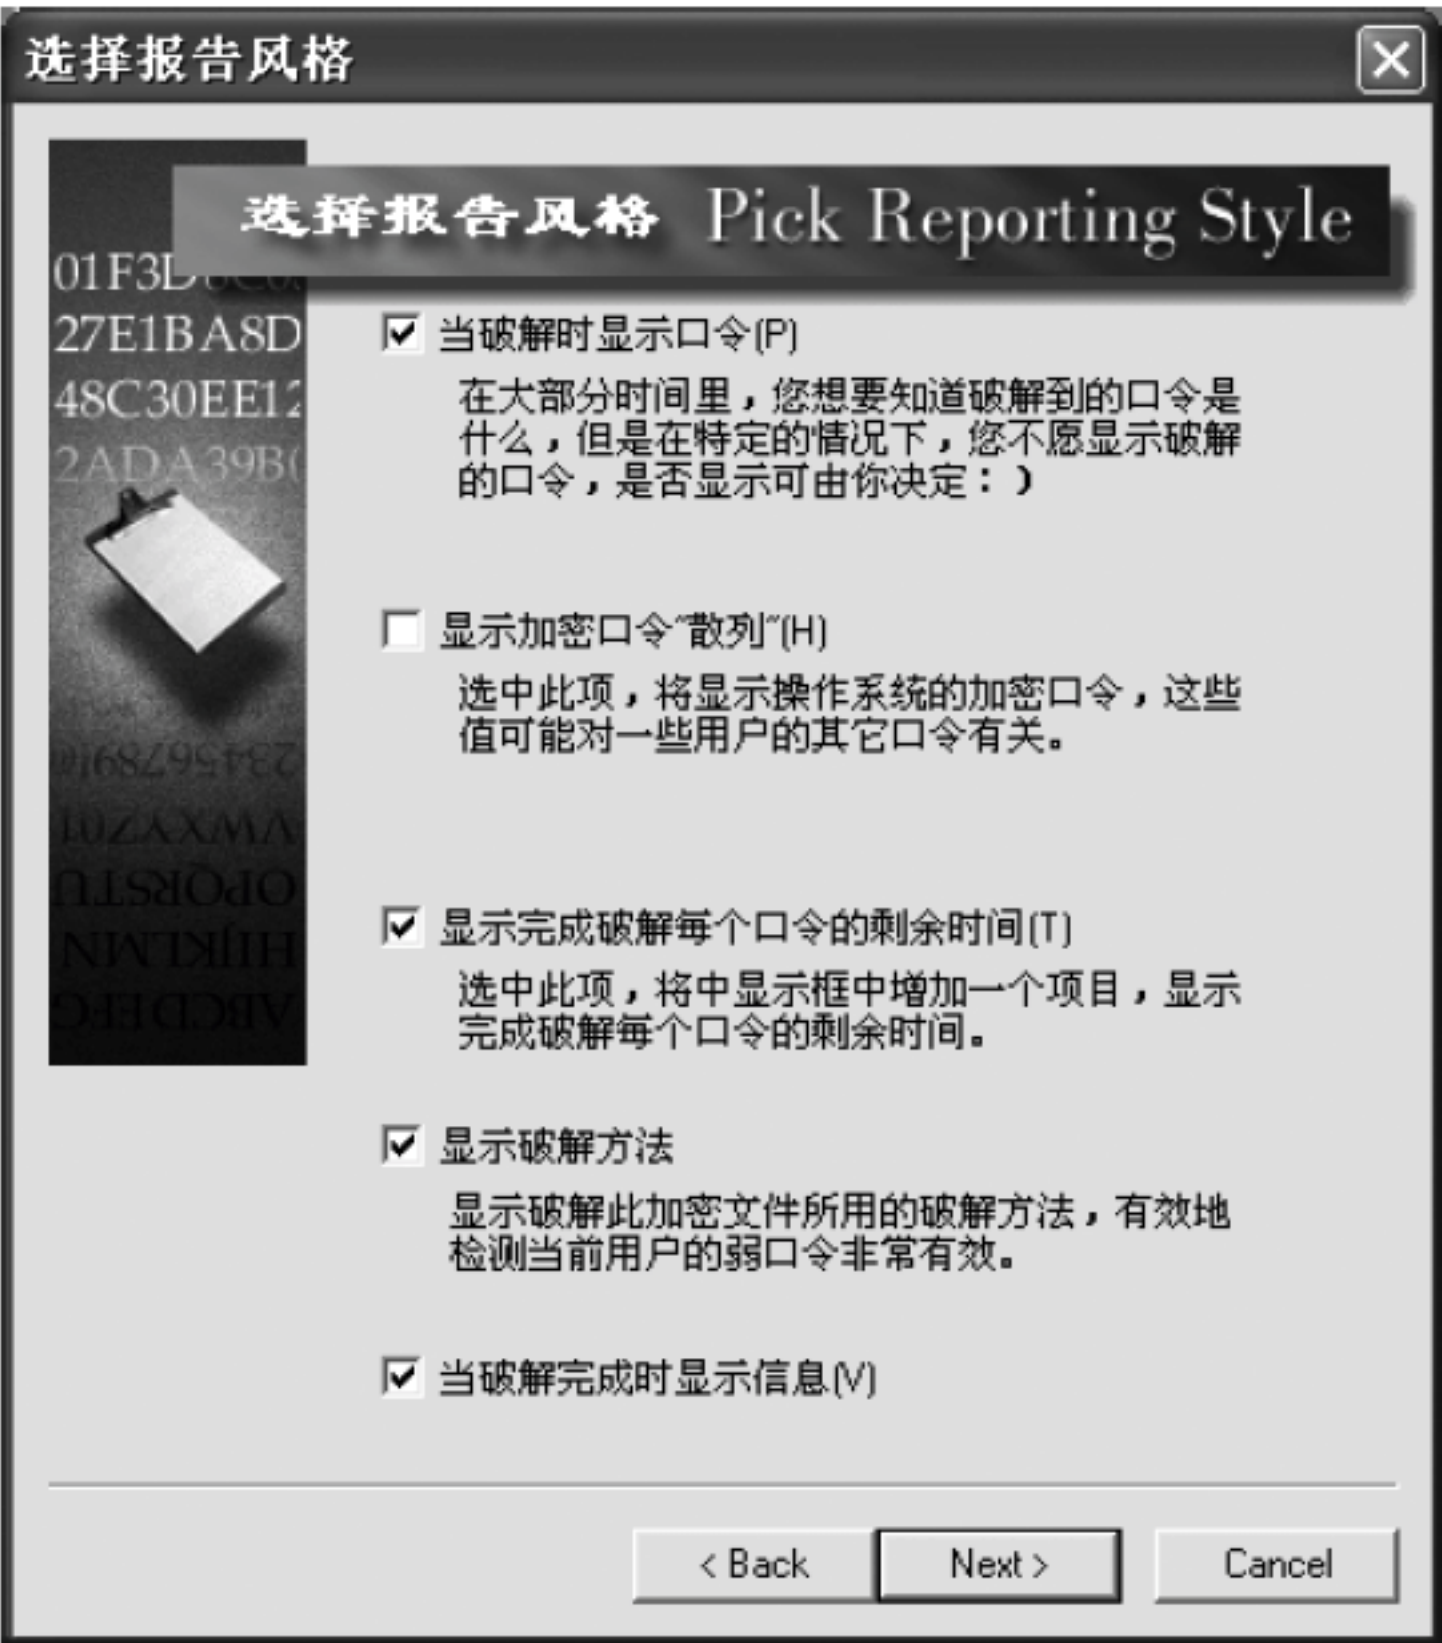 选择报告风格
选择报告风格 Pick Reporting Style
01F3D
27E1BA8D
48C30EE12
2ADA39B(
当破解时显示口令(P)
在大部分时间里，您想要知道破解到的口令是
什么，但是在特定的情况下，您不愿显示破解
的口令，是否显示可由你决定：)
显示加密口令"散列"(H)
选中此项，将显示操作系统的加密口令，这些
值可能对一些用户的其它口令有关。
显示完成破解每个口令的剩余时间(T)
选中此项，将中显示框中增加一个项目，显示
完成破解每个口令的剩余时间。
显示破解方法
显示破解此加密文件所用的破解方法，有效地
检测当前用户的弱口令非常有效。
当破解完成时显示信息(V)
23456789!@
VWXYZ01
OPQRSTU
HIJKLMN
ABCDEFG
< Back
Next >
Cancel